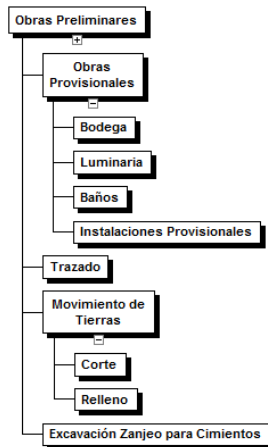 Obras Preliminares
Obras
Provisionales
Bodega
Luminaria
Baños
Instalaciones Provisionales
Trazado
Movimiento de
Tierras
Corte
Relleno
Excavación Zanjeo para Cimientos